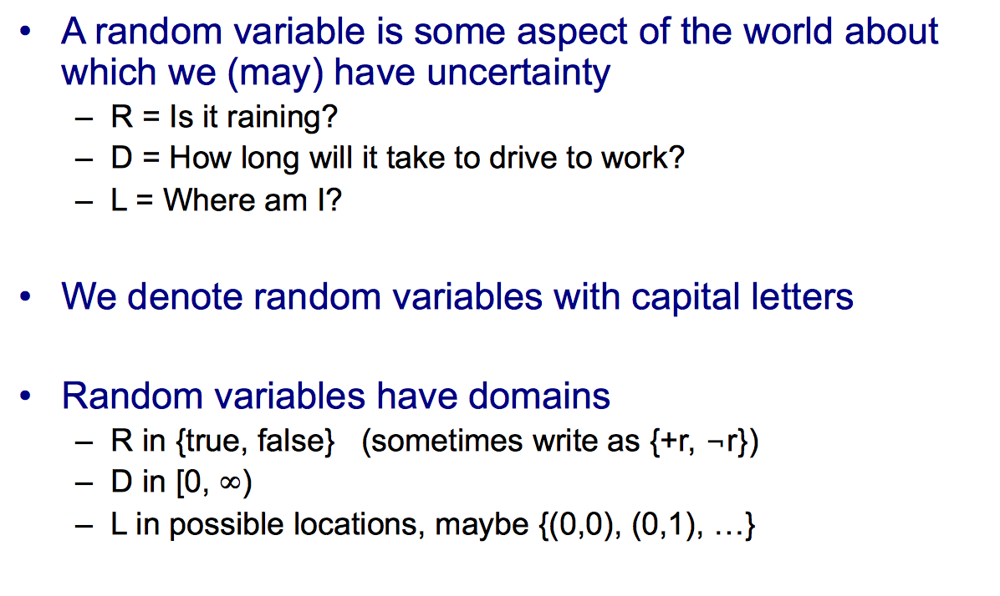 • A random variable is some aspect of the world about
which we (may) have uncertainty
– R = Is it raining?
– D = How long will it take to drive to work?
– L = Where am I?
• We denote random variables with capital letters
• Random variables have domains
– R in {true, false} (sometimes write as {+r, ¬r})
– D in [0, ∞)
– L in possible locations, maybe {(0,0), (0,1), …}